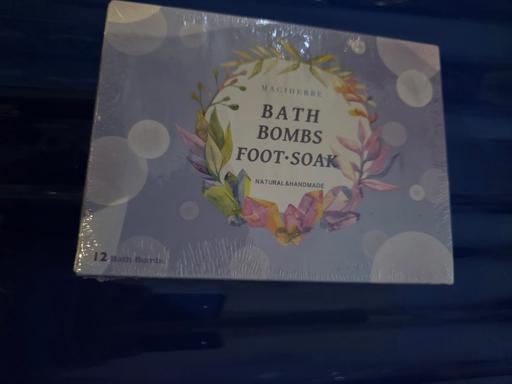 MAGIHERBE
BATH
BOMBS
FOOT·SOAK
NATURAL&HANDMADE
12 Bath Bombs